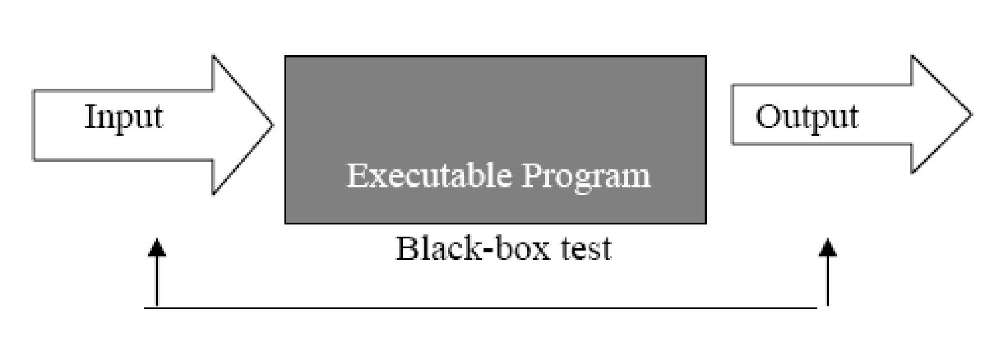 Input
Output
Executable Program
Black-box test